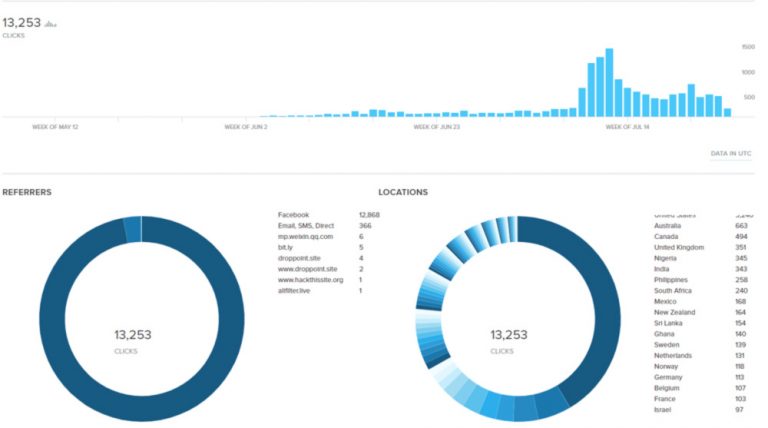 13,253
CLICKS
1500
1000
500
WEEK OF MAY 12
WEEK OF JUN 2
WEEK OF JUN 23
WEEK OF JUL 14
DATA IN UTC
REFERRERS
13,253
CLICKS
Facebook 12,868
Email, SMS, Direct 366
mp.weixin.qq.com 6
bit.ly 5
droppoint.site 4
www.droppoint.site 2
www.hackthissite.org 1
alifilter.live 1
LOCATIONS
13,253
CLICKS
United States
Australia 663
Canada 494
United Kingdom 351
Nigeria 345
India 343
Philippines 258
South Africa 240
Mexico 168
New Zealand 164
Sri Lanka 154
Ghana 140
Sweden 139
Netherlands 131
Norway 118
Germany 113
Belgium 107
France 103
Israel 97